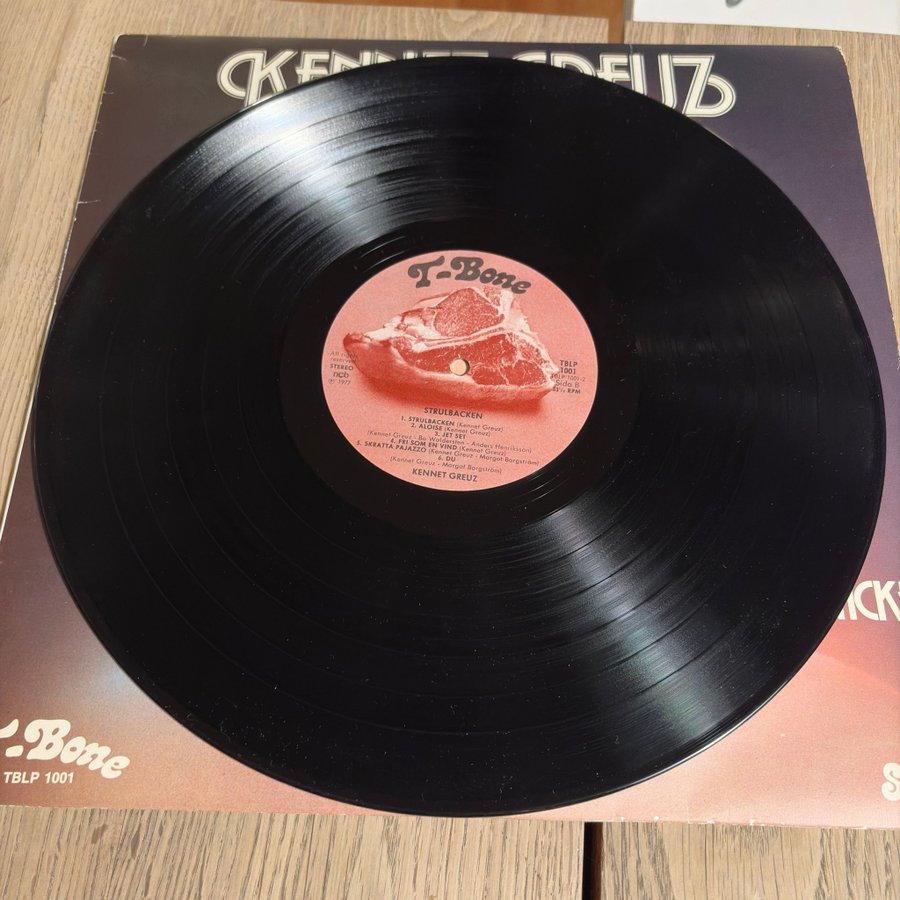 KENNET GREUZ
T-Bone
All rights
reserved
STEREO
ncb
℗ 1977
TBLP
1001
TBLP 1001-2
Sida B
33⅓ RPM
STRULBACKEN
1. STRULBACKEN (Kennet Greuz)
2. ALOISE (Kennet Greuz)
3. JET SET
(Kennet Greuz - Bo Waldersten - Anders Henriksson)
4. FRI SOM EN VIND (Kennet Greuz)
5. SKRATTA PAJAZZO (Kennet Greuz - Margot Borgström)
6. DU
(Kennet Greuz - Margot Borgström)
KENNET GREUZ
T-Bone
TBLP 1001